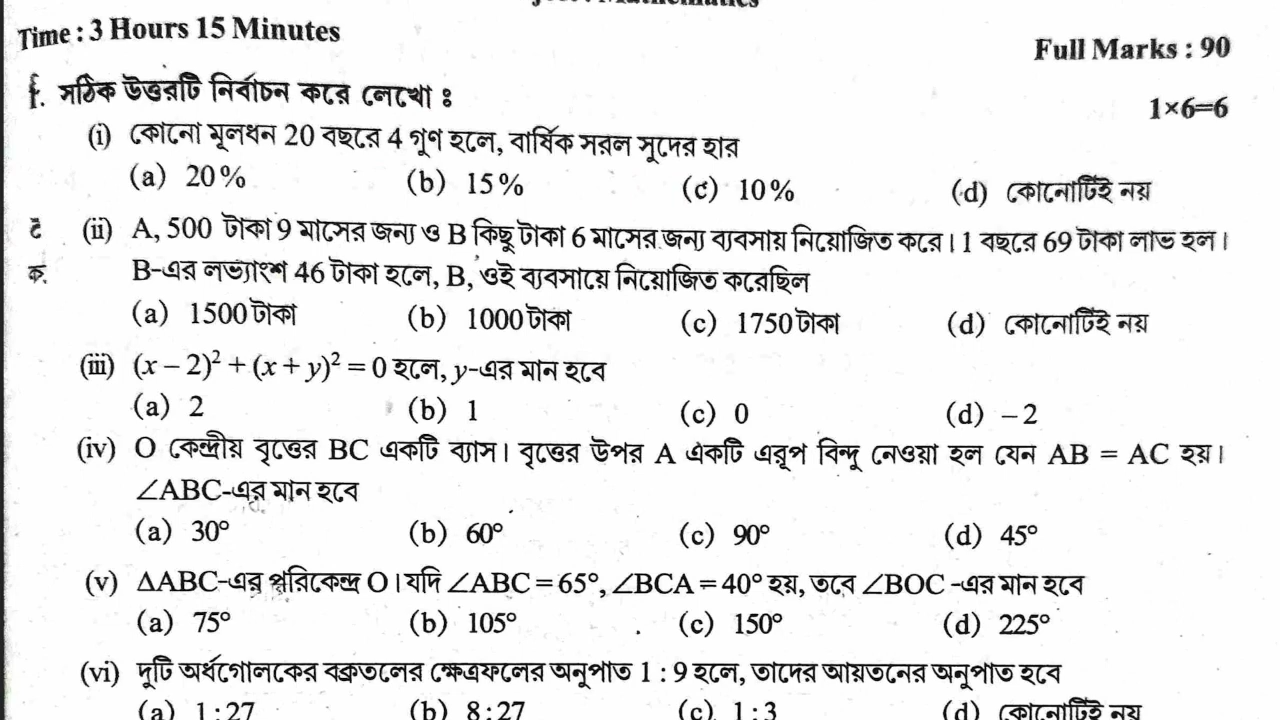 Mathematics
Time : 3 Hours 15 Minutes
Full Marks : 90
1. সঠিক উত্তরটি নির্বাচন করে লেখো :
1×6=6
(i) কোনো মূলধন 20 বছরে 4 গুণ হলে, বার্ষিক সরল সুদের হার
(a) 20% (b) 15% (c) 10% (d) কোনোটিই নয়
(ii) A, 500 টাকা 9 মাসের জন্য ও B কিছু টাকা 6 মাসের জন্য ব্যবসায় নিয়োজিত করে। 1 বছরে 69 টাকা লাভ হল।
B-এর লভ্যাংশ 46 টাকা হলে, B, ওই ব্যবসায়ে নিয়োজিত করেছিল
(a) 1500 টাকা (b) 1000 টাকা (c) 1750 টাকা (d) কোনোটিই নয়
(iii) (x – 2)² + (x + y)² = 0 হলে, y-এর মান হবে
(a) 2 (b) 1 (c) 0 (d) – 2
(iv) O কেন্দ্রীয় বৃত্তের BC একটি ব্যাস। বৃত্তের উপর A একটি এরূপ বিন্দু নেওয়া হল যেন AB = AC হয়।
∠ABC-এর মান হবে
(a) 30° (b) 60° (c) 90° (d) 45°
(v) ΔABC-এর পরিকেন্দ্র O। যদি ∠ABC = 65°, ∠BCA = 40° হয়, তবে ∠BOC -এর মান হবে
(a) 75° (b) 105° (c) 150° (d) 225°
(vi) দুটি অর্ধগোলকের বক্রতলের ক্ষেত্রফলের অনুপাত 1 : 9 হলে, তাদের আয়তনের অনুপাত হবে
(a) 1 : 27 (b) 8 : 27 (c) 1 : 3 (d) কোনোটিই নয়